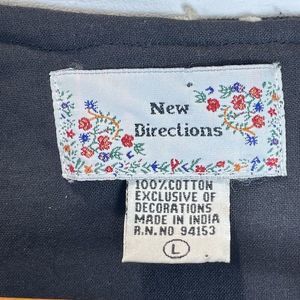 New
Directions
100% COTTON
EXCLUSIVE OF
DECORATIONS
MADE IN INDIA
R.N. NO 94153
L